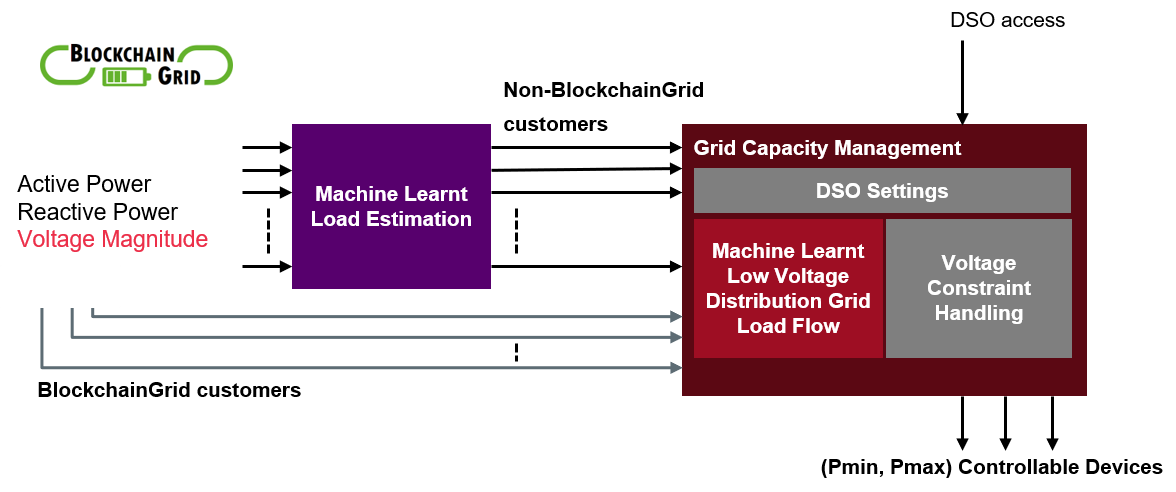 DSO access
BLOCKCHAIN
GRID
Non-BlockchainGrid
customers
Grid Capacity Management
DSO Settings
Active Power
Reactive Power
Voltage Magnitude
Machine Learnt
Load Estimation
Machine Learnt
Low Voltage
Distribution Grid
Load Flow
Voltage
Constraint
Handling
BlockchainGrid customers
(Pmin, Pmax) Controllable Devices